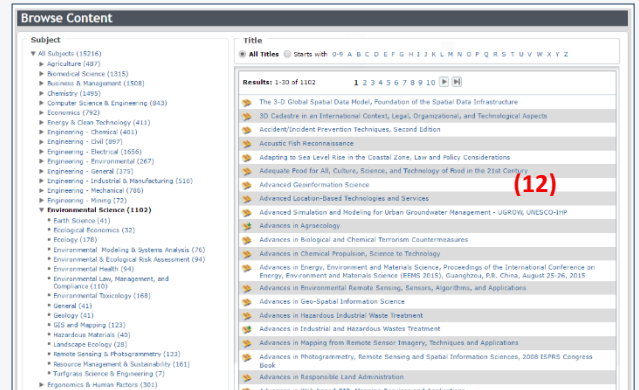 Browse Content
Subject
▼ All Subjects (15216)
▶ Agriculture (487)
▶ Biomedical Science (1315)
▶ Business & Management (1508)
▶ Chemistry (1495)
▶ Computer Science & Engineering (843)
▶ Economics (792)
▶ Energy & Clean Technology (411)
▶ Engineering - Chemical (401)
▶ Engineering - Civil (897)
▶ Engineering - Electrical (1656)
▶ Engineering - Environmental (267)
▶ Engineering - General (375)
▶ Engineering - Industrial & Manufacturing (510)
▶ Engineering - Mechanical (786)
▶ Engineering - Mining (72)
▼ Environmental Science (1102)
• Earth Science (41)
• Ecological Economics (32)
• Ecology (178)
• Environmental Modeling & Systems Analysis (76)
• Environmental & Ecological Risk Assessment (94)
• Environmental Health (94)
• Environmental Law, Management, and
Compliance (110)
• Environmental Toxicology (168)
• General (41)
• Geology (41)
• GIS and Mapping (123)
• Hazardous Materials (40)
• Landscape Ecology (28)
• Remote Sensing & Photogrammetry (133)
• Resource Management & Sustainability (161)
• Turfgrass Science & Engineering (7)
▶ Ergonomics & Human Factors (301)
Title
All Titles Starts with 0-9 A B C D E F G H I J K L M N O P Q R S T U V W X Y Z
Results: 1-30 of 1102 1 2 3 4 5 6 7 8 9 10
The 3-D Global Spatial Data Model, Foundation of the Spatial Data Infrastructure
3D Cadastre in an International Context, Legal, Organizational, and Technological Aspects
Accident/Incident Prevention Techniques, Second Edition
Acoustic Fish Reconnaissance
Adapting to Sea Level Rise in the Coastal Zone, Law and Policy Considerations
Adequate Food for All, Culture, Science, and Technology of Food in the 21st Century
(12)
Advanced Geoinformation Science
Advanced Location-Based Technologies and Services
Advanced Simulation and Modeling for Urban Groundwater Management - UGROW, UNESCO-IHP
Advances in Agroecology
Advances in Biological and Chemical Terrorism Countermeasures
Advances in Chemical Propulsion, Science to Technology
Advances in Energy, Environment and Materials Science, Proceedings of the International Conference on
Energy, Environment and Materials Science (EEMS 2015), Guanghzou, P.R. China, August 25-26, 2015
Advances in Environmental Remote Sensing, Sensors, Algorithms, and Applications
Advances in Geo-Spatial Information Science
Advances in Hazardous Industrial Waste Treatment
Advances in Industrial and Hazardous Wastes Treatment
Advances in Mapping from Remote Sensor Imagery, Techniques and Applications
Advances in Photogrammetry, Remote Sensing and Spatial Information Sciences, 2008 ISPRS Congress
Book
Advances in Responsible Land Administration